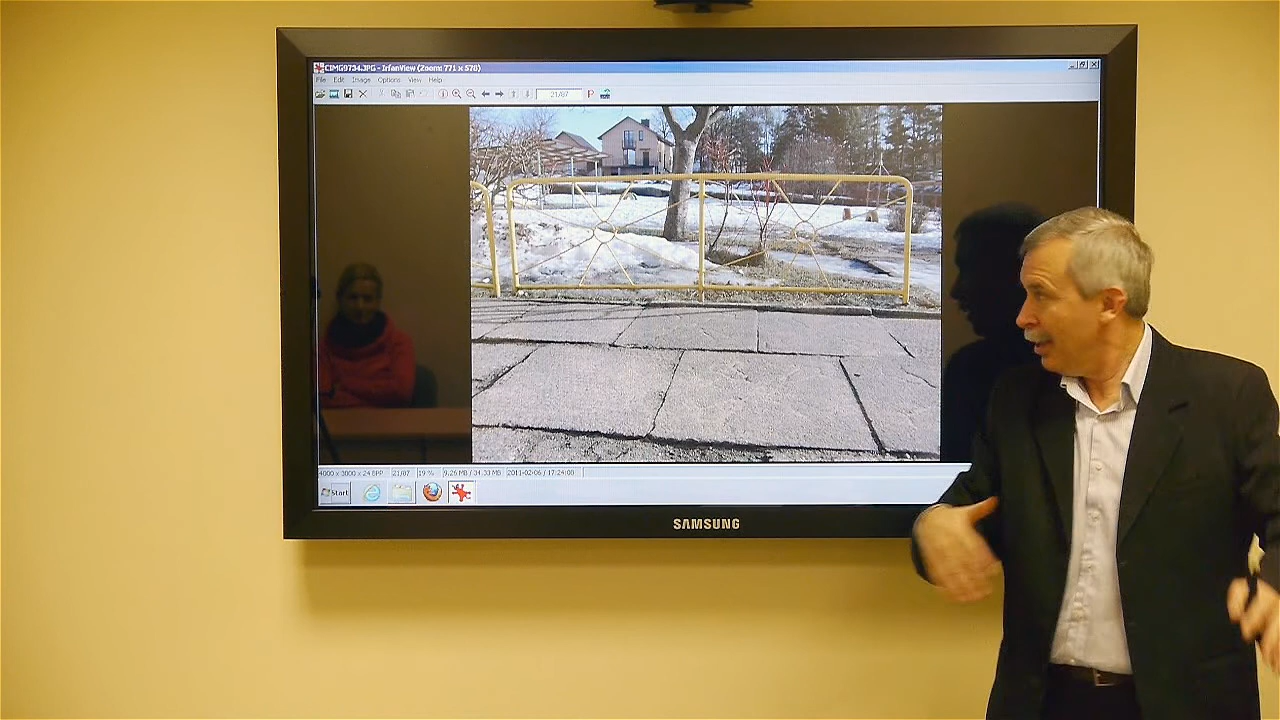 CIMG9734.JPG - IrfanView (Zoom: 771 x 578)
File Edit Image Options View Help
21/87
4000 x 3000 x 24 BPP 21/87 19 % 9.26 MB / 34.33 MB 2011-02-06 / 17:24:08
Start
SAMSUNG